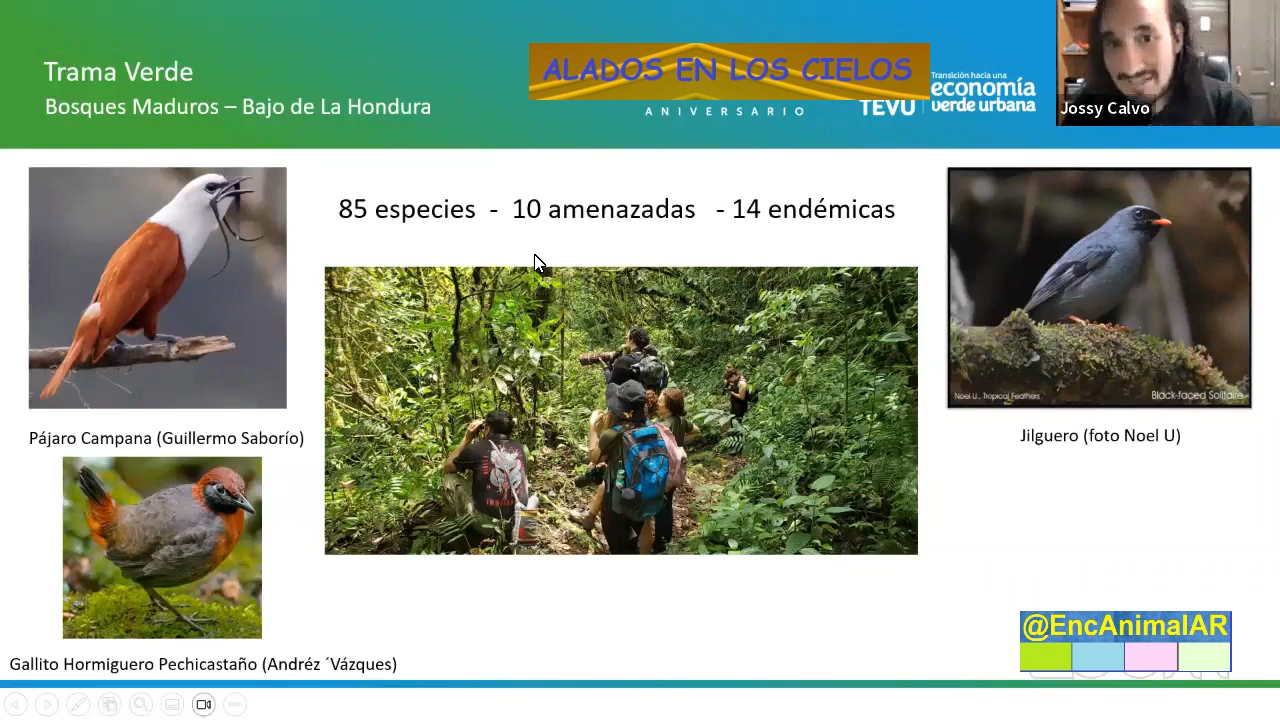 Trama Verde
Bosques Maduros – Bajo de La Hondura
ALADOS EN LOS CIELOS
ANIVERSARIO
TEVU
Transición hacia una
economía
verde urbana
Jossy Calvo
85 especies - 10 amenazadas - 14 endémicas
Noel U., Tropical Feathers
Black-faced Solitaire
Pájaro Campana (Guillermo Saborío)
Jilguero (foto Noel U)
Gallito Hormiguero Pechicastaño (Andréz ´Vázques)
@EncAnimalAR